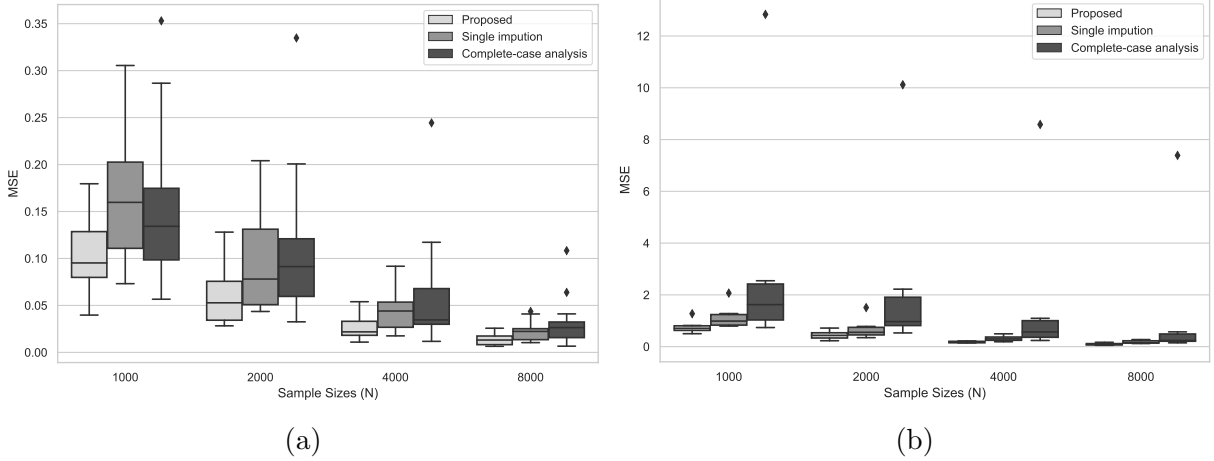 0.35
0.30
0.25
0.20
0.15
0.10
0.05
0.00
MSE
Proposed
Single impution
Complete-case analysis
1000 2000 4000 8000
Sample Sizes (N)
(a)
12
10
8
6
4
2
0
MSE
Proposed
Single impution
Complete-case analysis
1000 2000 4000 8000
Sample Sizes (N)
(b)